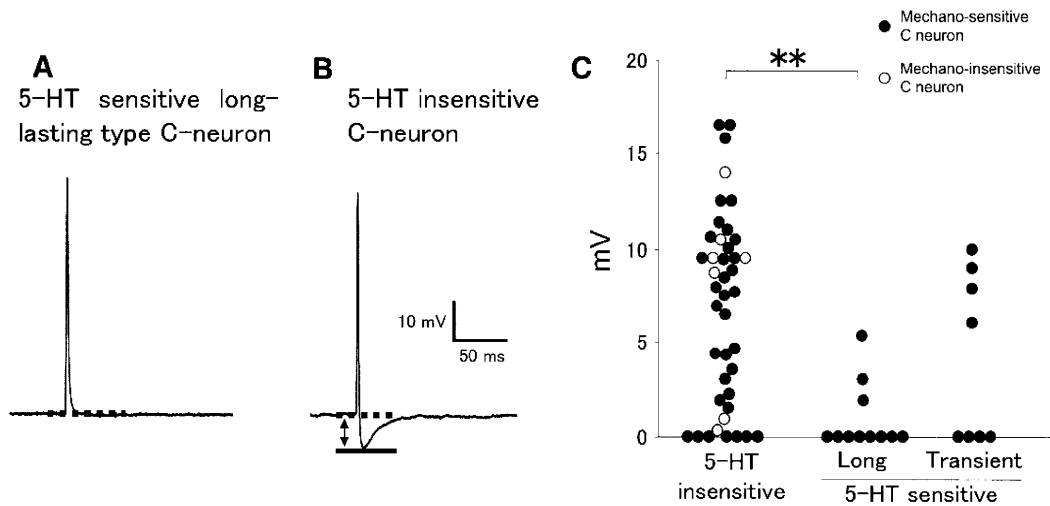 A
5-HT sensitive long-
lasting type C-neuron
B
5-HT insensitive
C-neuron
10 mV
50 ms
C
**
Mechano-sensitive
C neuron
Mechano-insensitive
C neuron
20
15
10
5
0
mV
5-HT
insensitive
Long
Transient
5-HT sensitive